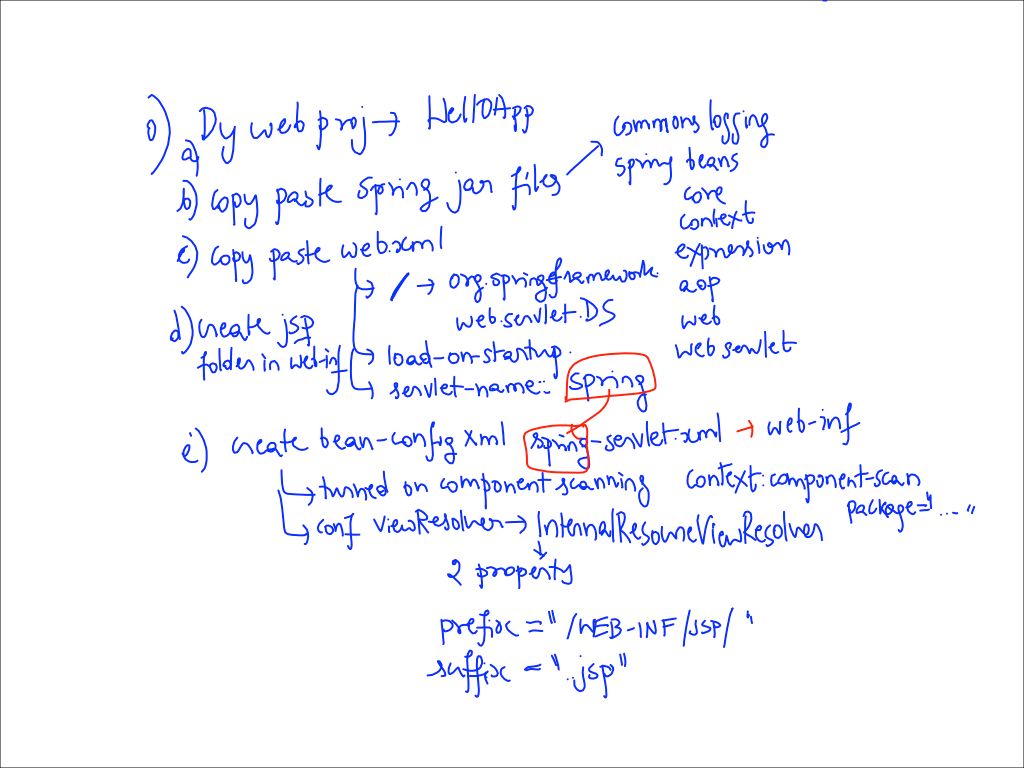 0) Dy web proj → HelloApp
a)
b) copy paste spring jar files
commons logging
spring beans
core
context
expression
aop
web
web servlet
c) copy paste web.xml
/ → org.springframework.
web.servlet.DS
load-on-startup.
servlet-name:- spring
d) create jsp
folder in web-inf
e) create bean-config xml spring-servlet.xml → web-inf
turned on component scanning context:component-scan
package="...."
conf viewResolver → InternalResourceViewResolver
2 property
prefix = "/WEB-INF/JSP/"
suffix = ".jsp"